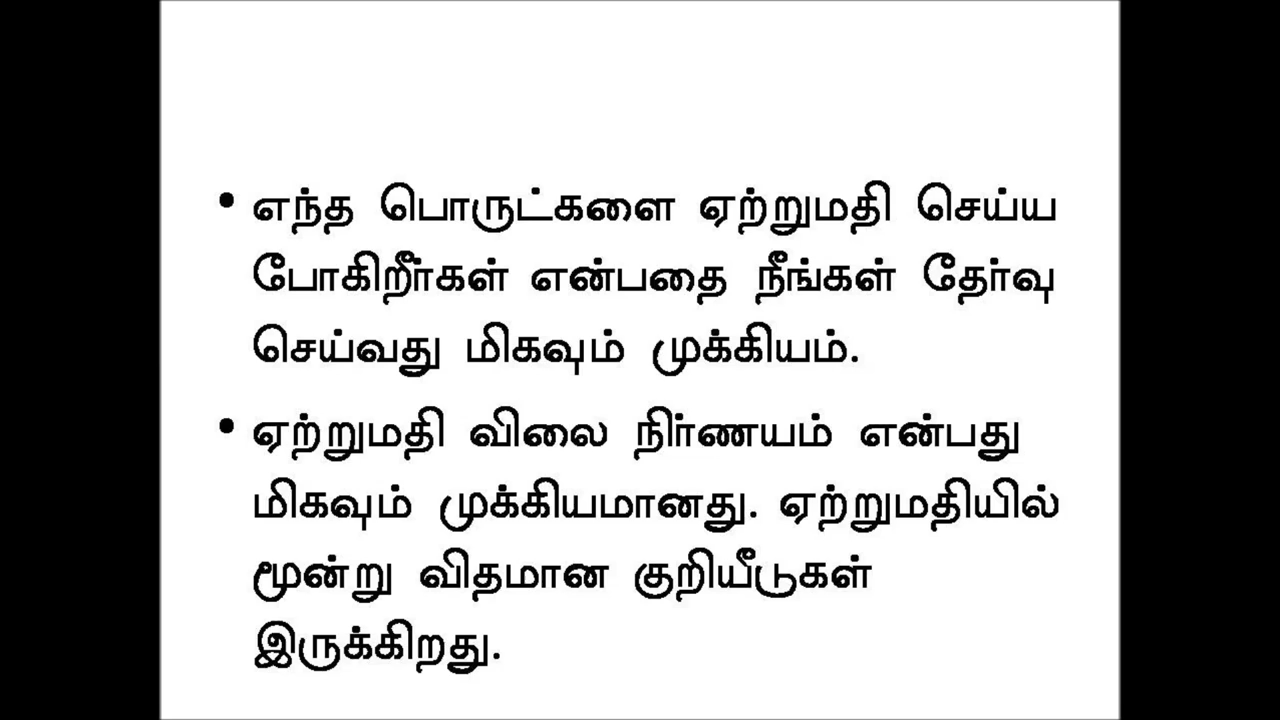 • எந்த பொருட்களை ஏற்றுமதி செய்ய
போகிறீர்கள் என்பதை நீங்கள் தேர்வு
செய்வது மிகவும் முக்கியம்.
• ஏற்றுமதி விலை நிர்ணயம் என்பது
மிகவும் முக்கியமானது. ஏற்றுமதியில்
மூன்று விதமான குறியீடுகள்
இருக்கிறது.